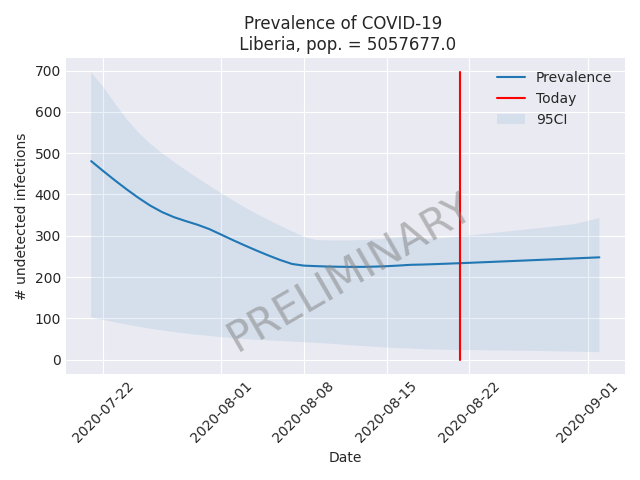 Prevalence of COVID-19
Liberia, pop. = 5057677.0
# undetected infections
700
600
500
400
300
200
100
0
Prevalence
Today
95CI
PRELIMINARY
2020-07-22
2020-08-01
2020-08-08
2020-08-15
2020-08-22
2020-09-01
Date